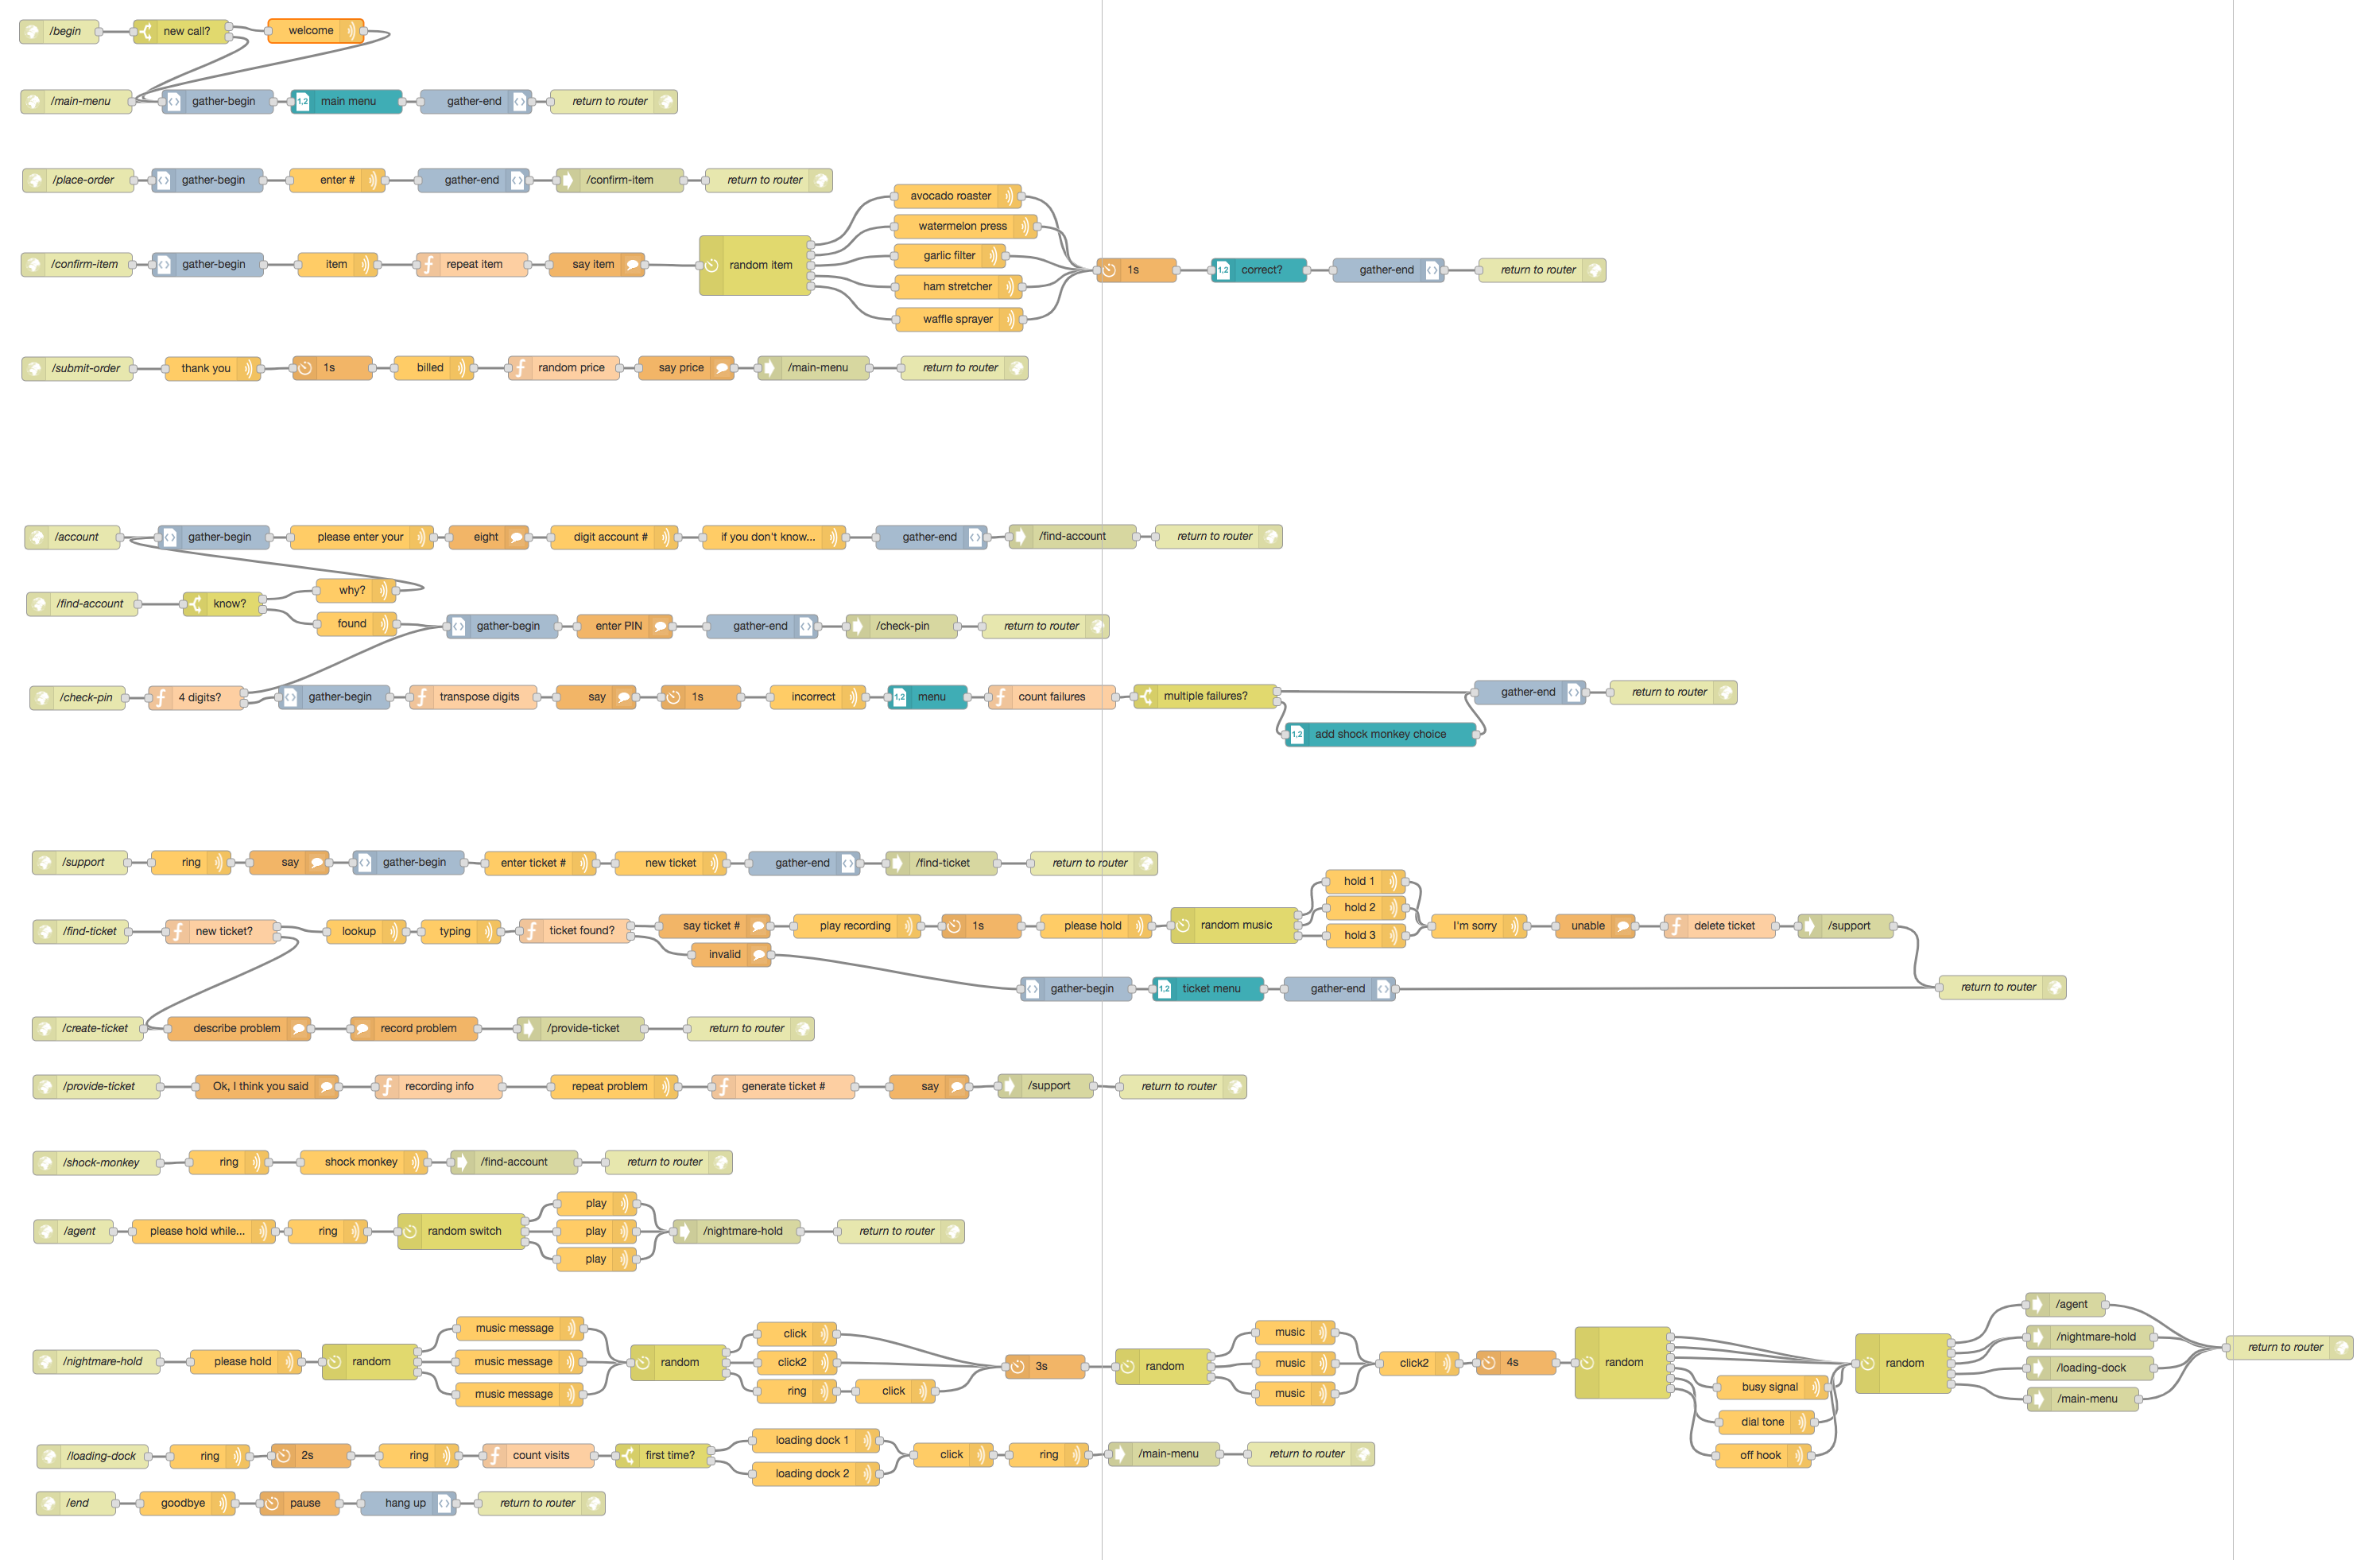 /begin
new call?
welcome
/main-menu
gather-begin
1,2
main menu
gather-end
return to router
/place-order
gather-begin
enter #
gather-end
/confirm-item
return to router
/confirm-item
gather-begin
item
repeat item
say item
random item
avocado roaster
watermelon press
garlic filter
ham stretcher
waffle sprayer
1s
1,2
correct?
gather-end
return to router
/submit-order
thank you
1s
billed
random price
say price
/main-menu
return to router
/account
gather-begin
please enter your
eight
digit account #
if you don't know...
gather-end
/find-account
return to router
/find-account
know?
why?
found
gather-begin
enter PIN
gather-end
/check-pin
return to router
/check-pin
4 digits?
gather-begin
transpose digits
say
1s
incorrect
1,2
menu
count failures
multiple failures?
1,2
add shock monkey choice
gather-end
return to router
/support
ring
say
gather-begin
enter ticket #
new ticket
gather-end
/find-ticket
return to router
/find-ticket
new ticket?
lookup
typing
ticket found?
say ticket #
invalid
play recording
1s
please hold
random music
hold 1
hold 2
hold 3
I'm sorry
unable
delete ticket
/support
gather-begin
1,2
ticket menu
gather-end
return to router
/create-ticket
describe problem
record problem
/provide-ticket
return to router
/provide-ticket
Ok, I think you said
recording info
repeat problem
generate ticket #
say
/support
return to router
/shock-monkey
ring
shock monkey
/find-account
return to router
/agent
please hold while...
ring
random switch
play
play
play
/nightmare-hold
return to router
/nightmare-hold
please hold
random
music message
music message
music message
random
click
click2
ring
click
3s
random
music
music
music
click2
4s
random
busy signal
dial tone
off hook
random
/agent
/nightmare-hold
/loading-dock
/main-menu
return to router
/loading-dock
ring
2s
ring
count visits
first time?
loading dock 1
loading dock 2
click
ring
/main-menu
return to router
/end
goodbye
pause
hang up
return to router